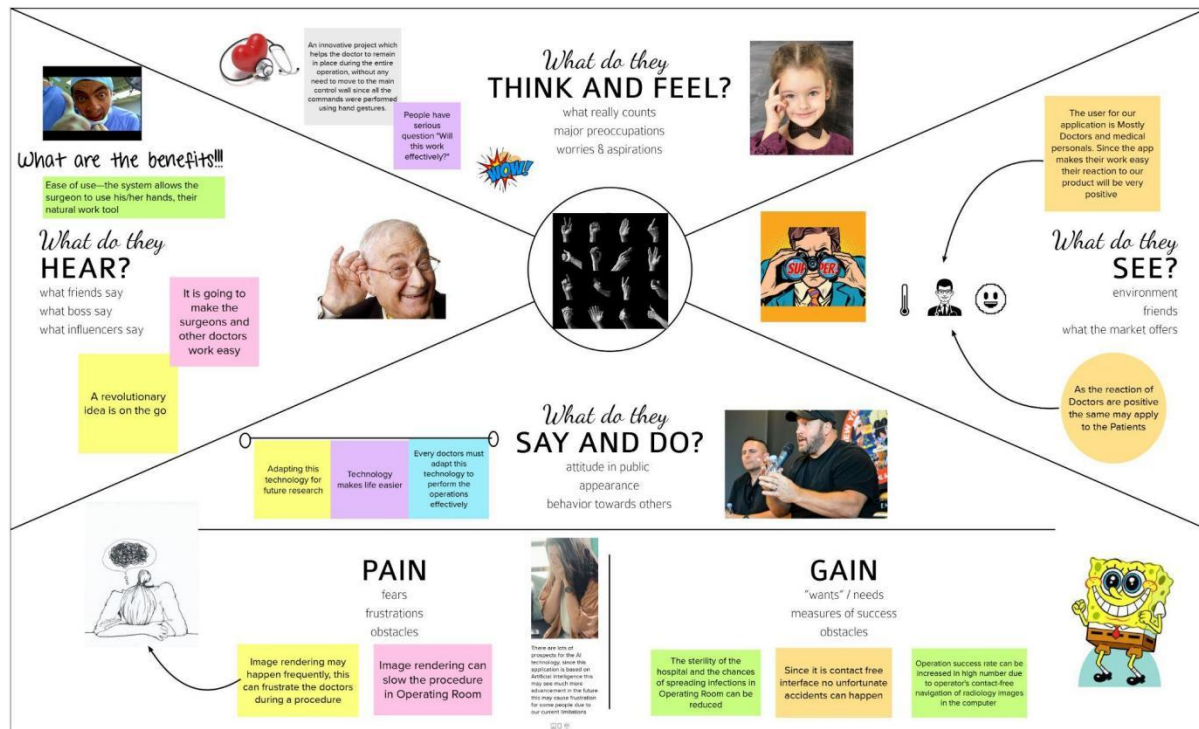 An innovative project which
helps the doctor to remain
in place during the entire
operation, without any
need to move to the main
control wall since all the
commands were performed
using hand gestures.
People have
serious
question "Will
this work
effectively?"
WOW!
What do they
THINK AND FEEL?
what really counts
major preoccupations
worries & aspirations
What are the benefits!!!
Ease of use—the system allows the
surgeon to use his/her hands, their
natural work tool
What do they
HEAR?
what friends say
what boss say
what influencers say
It is going to
make the
surgeons and
other doctors
work easy
A revolutionary
idea is on the go
SUPER
The user for our
application is Mostly
Doctors and medical
personals. Since the app
makes their work easy
their reaction to our
product will be very
positive
What do they
SEE?
environment
friends
what the market offers
As the reaction of
Doctors are positive
the same may apply
to the Patients
What do they
SAY AND DO?
attitude in public
appearance
behavior towards others
Adapting this
technology for
future research
Technology
makes life easier
Every doctors must
adapt this
technology to
perform the
operations
effectively
PAIN
fears
frustrations
obstacles
Image rendering may
happen frequently, this
can frustrate the doctors
during a procedure
Image rendering can
slow the procedure
in Operating Room
There are lots of
prospects for the AI
technology, since this
application is based on
Artificial Intelligence this
may see much more
advancement in the future
this may cause frustration
for some people due to
our current limitations
GAIN
"wants" / needs
measures of success
obstacles
The sterility of the
hospital and the chances
of spreading infections in
Operating Room can be
reduced
Since it is contact free
interface no unfortunate
accidents can happen
Operation success rate can be
increased in high number due
to operator's contact-free
navigation of radiology images
in the computer